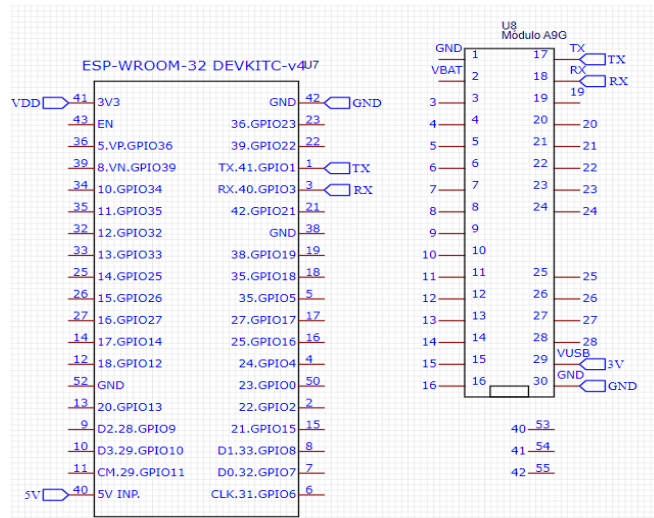 U8
Módulo A9G
ESP-WROOM-32 DEVKITC-v4 U7
VDD 41 3V3 GND 42 GND
43 EN 36.GPIO23 23
36 5.VP.GPIO36 39.GPIO22 22
39 8.VN.GPIO39 TX.41.GPIO1 1 TX
34 10.GPIO34 RX.40.GPIO3 3 RX
35 11.GPIO35 42.GPIO21 21
32 12.GPIO32 GND 38
33 13.GPIO33 38.GPIO19 19
25 14.GPIO25 35.GPIO18 18
26 15.GPIO26 35.GPIO5 5
27 16.GPIO27 27.GPIO17 17
14 17.GPIO14 25.GPIO16 16
12 18.GPIO12 24.GPIO4 4
52 GND 23.GPIO0 50
13 20.GPIO13 22.GPIO2 2
9 D2.28.GPIO9 21.GPIO15 15
10 D3.29.GPIO10 D1.33.GPIO8 8
11 CM.29.GPIO11 D0.32.GPIO7 7
5V 40 5V INP. CLK.31.GPIO6 6
GND 1 17 TX TX
VBAT 2 18 RX RX
3 3 19 19
4 4 20 20
5 5 21 21
6 6 22 22
7 7 23 23
8 8 24 24
9 9
10 10
11 11 25 25
12 12 26 26
13 13 27 27
14 14 28 28
15 15 29 VUSB 3V
16 16 30 GND GND
40 53
41 54
42 55